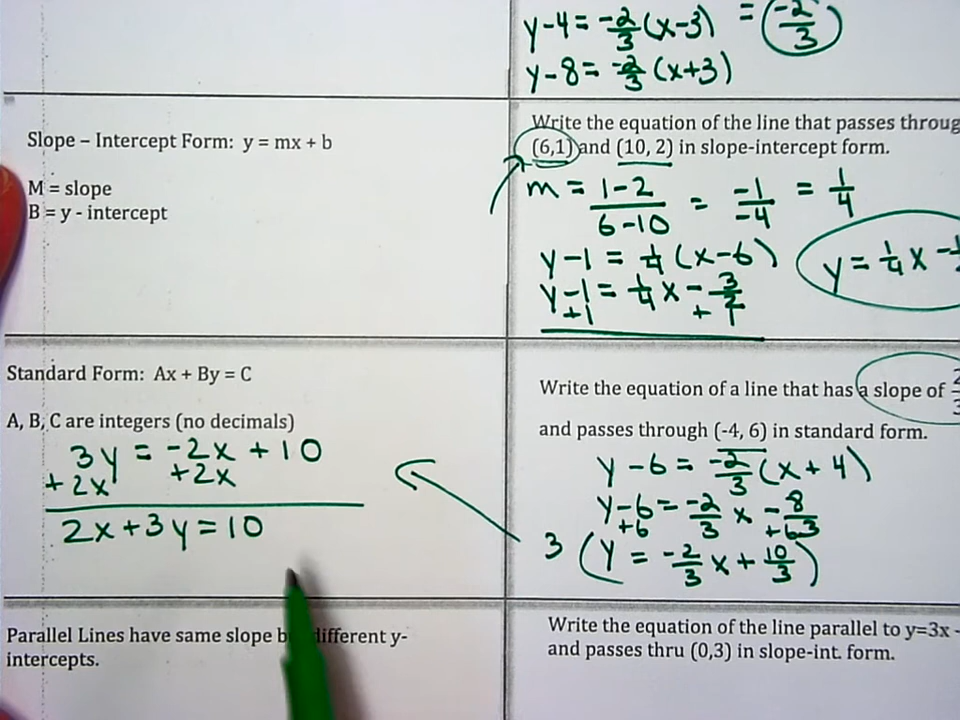 y-4 = -2/3 (x-3) = -2/3
y-8 = -2/3 (x+3)
Slope – Intercept Form: y = mx + b
M = slope
B = y - intercept
Write the equation of the line that passes throug
(6,1) and (10, 2) in slope-intercept form.
m = 1-2/6-10 = -1/-4 = 1/4
y-1 = 1/4 (x-6)
y = 1/4 x -
y-1 = 1/4 x - 3/2
+1 + 1
Standard Form: Ax + By = C
A, B, C are integers (no decimals)
3y = -2x + 10
+2x +2x
2x+3y=10
Write the equation of a line that has a slope of 2/3
and passes through (-4, 6) in standard form.
y-6 = -2/3 (x+4)
y-6 = -2/3 x - 8/3
+6
3 (y = -2/3 x + 10/3)
Parallel Lines have same slope different y-
intercepts.
Write the equation of the line parallel to y=3x -
and passes thru (0,3) in slope-int. form.